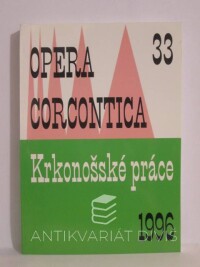 OPERA 33
CORCONTICA
Krkonošské práce
ANTIKVARIÁT DIVIŠ
1996